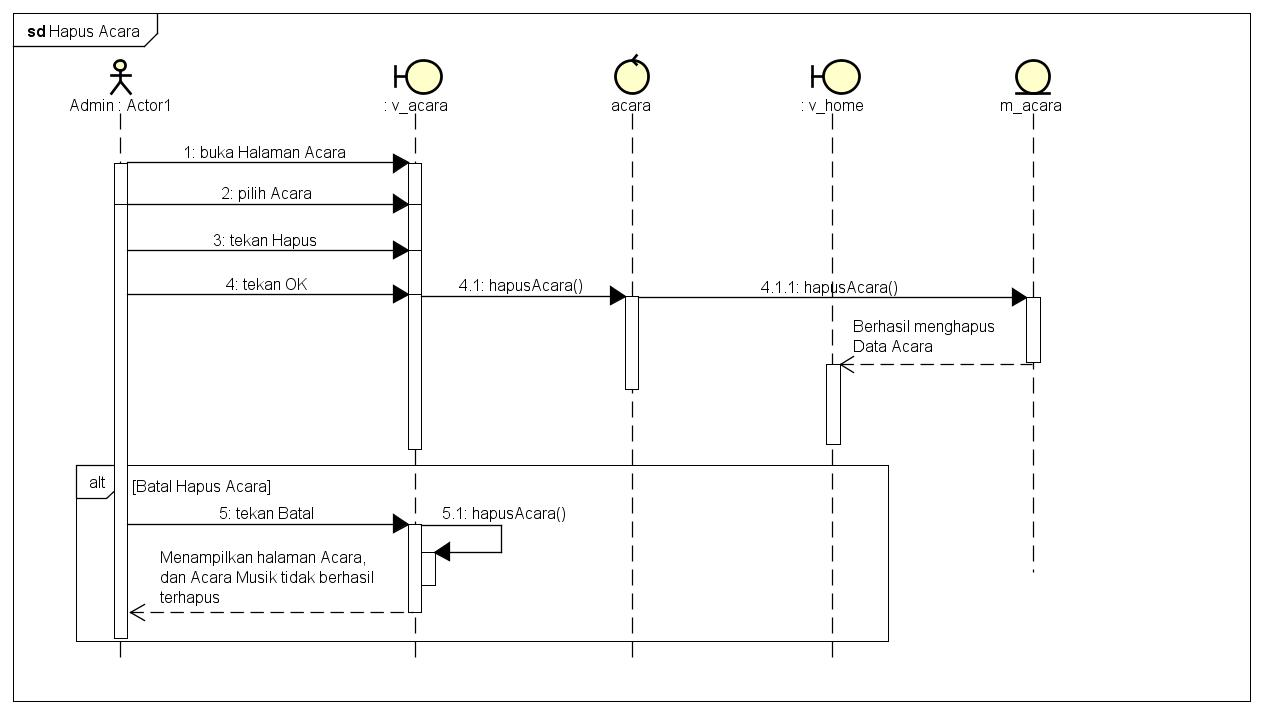 sd Hapus Acara
Admin : Actor1
: v_acara
acara
: v_home
m_acara
1: buka Halaman Acara
2: pilih Acara
3: tekan Hapus
4: tekan OK
4.1: hapusAcara()
4.1.1: hapusAcara()
Berhasil menghapus
Data Acara
alt
[Batal Hapus Acara]
5: tekan Batal
5.1: hapusAcara()
Menampilkan halaman Acara,
dan Acara Musik tidak berhasil
terhapus